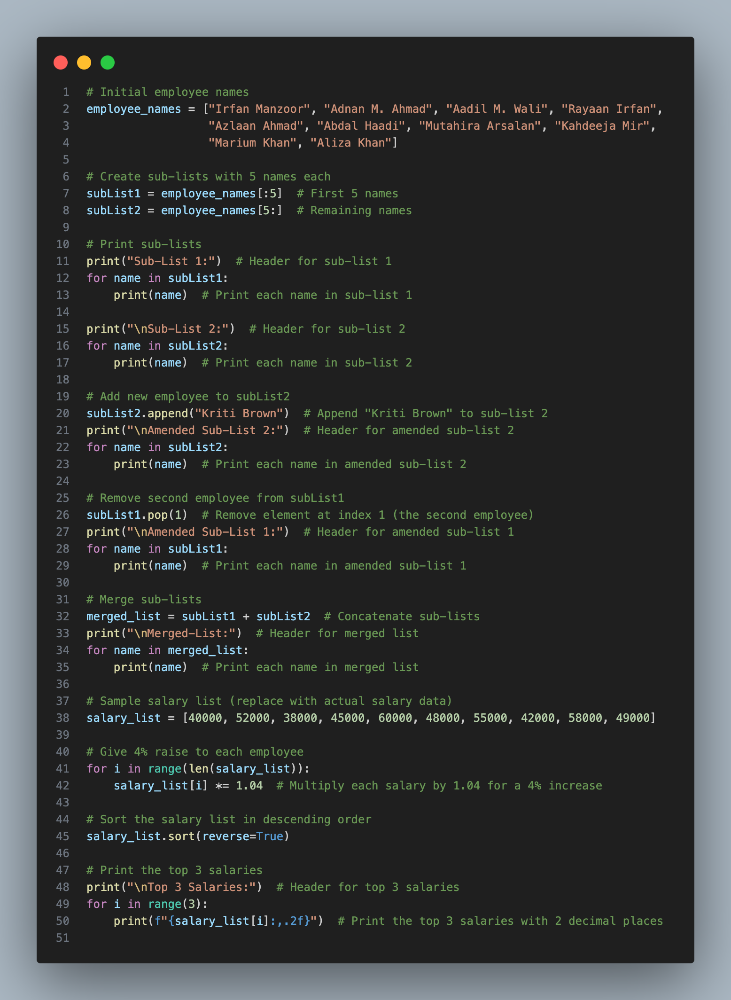 1 # Initial employee names
2 employee_names = ["Irfan Manzoor", "Adnan M. Ahmad", "Aadil M. Wali", "Rayaan Irfan",
3                   "Azlaan Ahmad", "Abdal Haadi", "Mutahira Arsalan", "Kahdeeja Mir",
4                   "Marium Khan", "Aliza Khan"]
5
6 # Create sub-lists with 5 names each
7 subList1 = employee_names[:5]  # First 5 names
8 subList2 = employee_names[5:]  # Remaining names
9
10 # Print sub-lists
11 print("Sub-List 1:")  # Header for sub-list 1
12 for name in subList1:
13     print(name)  # Print each name in sub-list 1
14
15 print("\nSub-List 2:")  # Header for sub-list 2
16 for name in subList2:
17     print(name)  # Print each name in sub-list 2
18
19 # Add new employee to subList2
20 subList2.append("Kriti Brown")  # Append "Kriti Brown" to sub-list 2
21 print("\nAmended Sub-List 2:")  # Header for amended sub-list 2
22 for name in subList2:
23     print(name)  # Print each name in amended sub-list 2
24
25 # Remove second employee from subList1
26 subList1.pop(1)  # Remove element at index 1 (the second employee)
27 print("\nAmended Sub-List 1:")  # Header for amended sub-list 1
28 for name in subList1:
29     print(name)  # Print each name in amended sub-list 1
30
31 # Merge sub-lists
32 merged_list = subList1 + subList2  # Concatenate sub-lists
33 print("\nMerged-List:")  # Header for merged list
34 for name in merged_list:
35     print(name)  # Print each name in merged list
36
37 # Sample salary list (replace with actual salary data)
38 salary_list = [40000, 52000, 38000, 45000, 60000, 48000, 55000, 42000, 58000, 49000]
39
40 # Give 4% raise to each employee
41 for i in range(len(salary_list)):
42     salary_list[i] *= 1.04  # Multiply each salary by 1.04 for a 4% increase
43
44 # Sort the salary list in descending order
45 salary_list.sort(reverse=True)
46
47 # Print the top 3 salaries
48 print("\nTop 3 Salaries:")  # Header for top 3 salaries
49 for i in range(3):
50     print(f"{salary_list[i]:,.2f}")  # Print the top 3 salaries with 2 decimal places
51